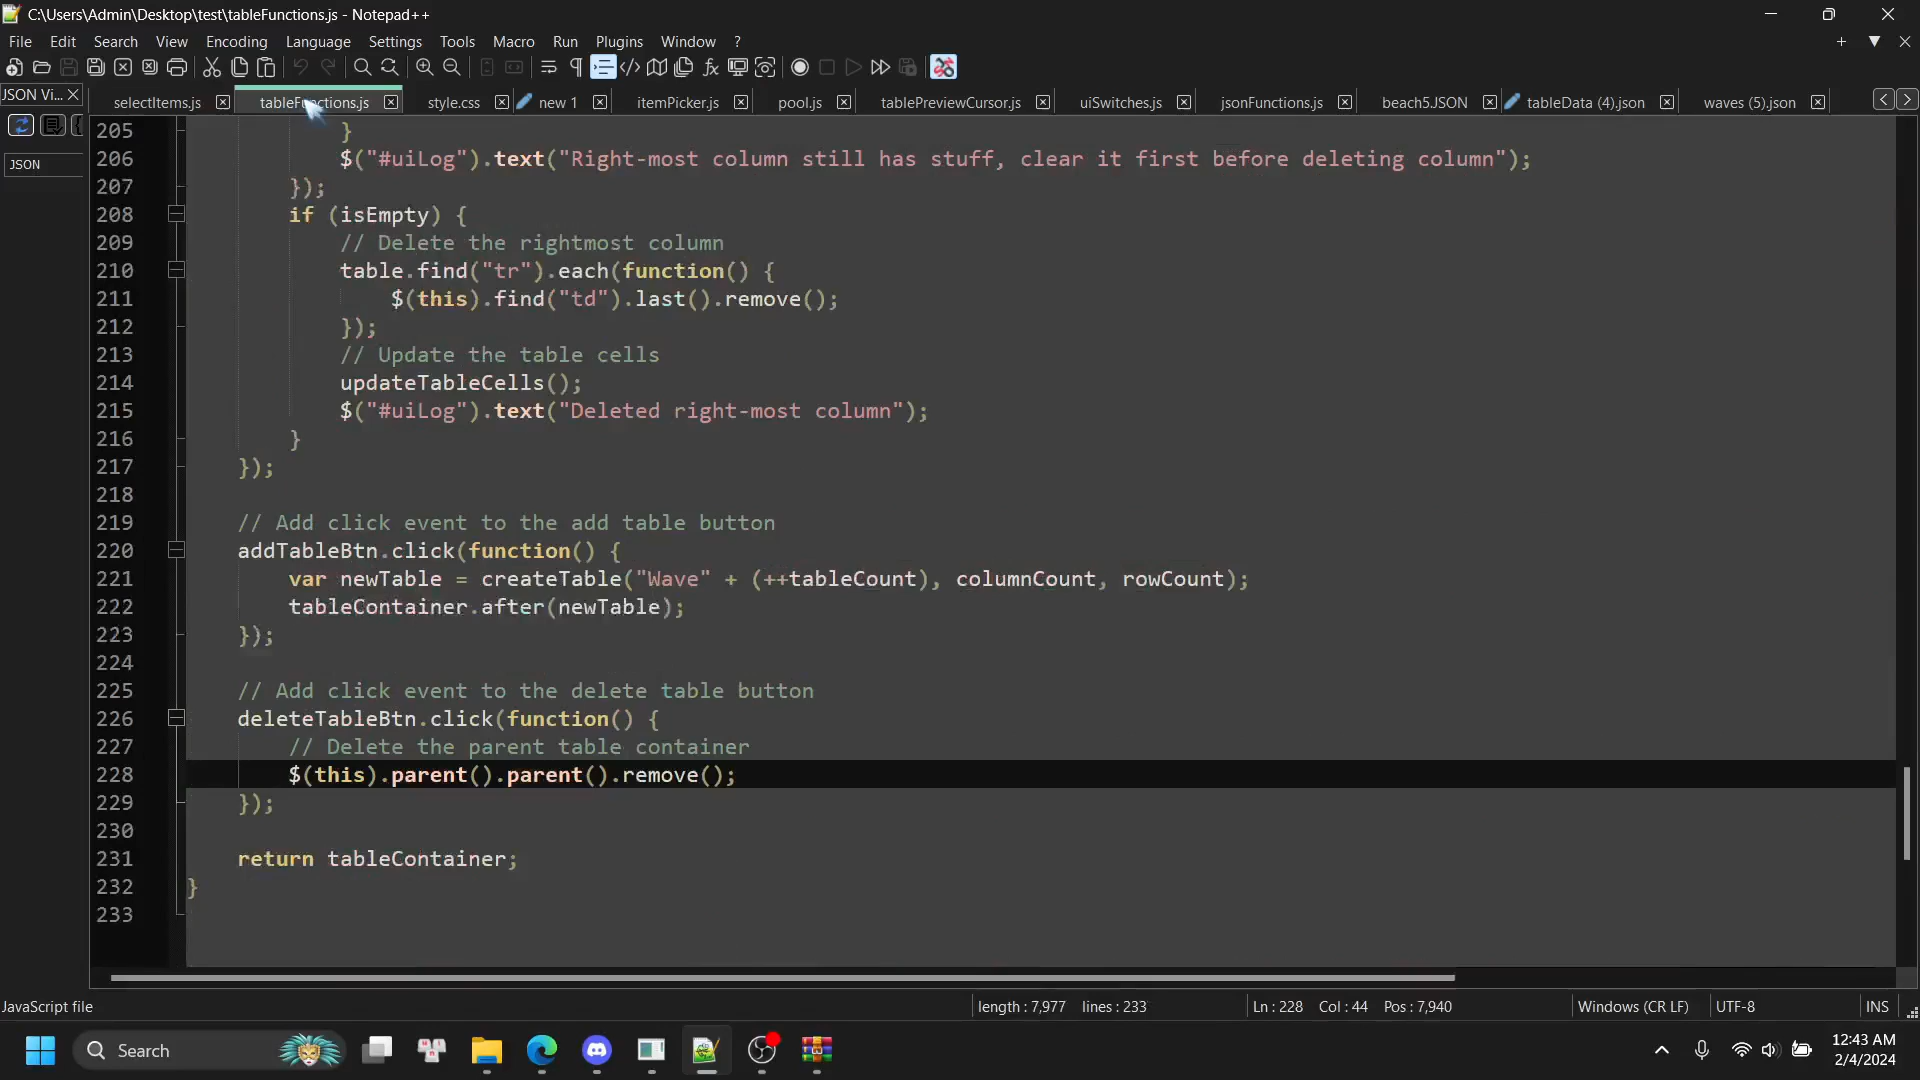 C:\Users\Admin\Desktop\test\tableFunctions.js - Notepad++
File Edit Search View Encoding Language Settings Tools Macro Run Plugins Window ?
JSON Vi...
selectItems.js tableFunctions.js style.css new 1 itemPicker.js pool.js tablePreviewCursor.js uiSwitches.js jsonFunctions.js beach5.JSON tableData (4).json waves (5).json
JSON
205 }
206 $("#uiLog").text("Right-most column still has stuff, clear it first before deleting column");
207 });
208 if (isEmpty) {
209 // Delete the rightmost column
210 table.find("tr").each(function() {
211 $(this).find("td").last().remove();
212 });
213 // Update the table cells
214 updateTableCells();
215 $("#uiLog").text("Deleted right-most column");
216 }
217 });
218
219 // Add click event to the add table button
220 addTableBtn.click(function() {
221 var newTable = createTable("Wave" + (++tableCount), columnCount, rowCount);
222 tableContainer.after(newTable);
223 });
224
225 // Add click event to the delete table button
226 deleteTableBtn.click(function() {
227 // Delete the parent table container
228 $(this).parent().parent().remove();
229 });
230
231 return tableContainer;
232 }
233
JavaScript file length : 7,977 lines : 233 Ln : 228 Col : 44 Pos : 7,940 Windows (CR LF) UTF-8 INS
Search
12:43 AM
2/4/2024